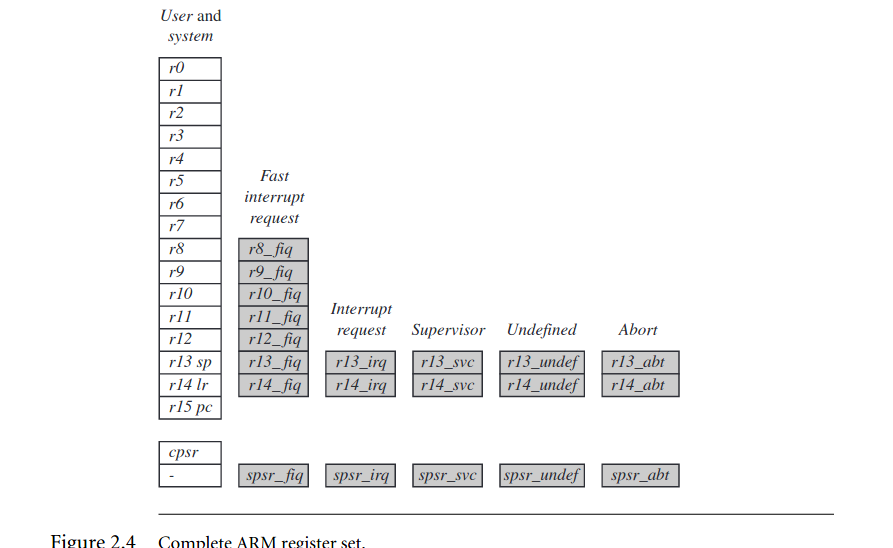 User and
system
r0
r1
r2
r3
r4
r5
r6
r7
Fast
interrupt
request
r8 r8_fiq
r9 r9_fiq
r10 r10_fiq
r11 r11_fiq
r12 r12_fiq
Interrupt
request Supervisor Undefined Abort
r13 sp r13_fiq r13_irq r13_svc r13_undef r13_abt
r14 lr r14_fiq r14_irq r14_svc r14_undef r14_abt
r15 pc
cpsr
- spsr_fiq spsr_irq spsr_svc spsr_undef spsr_abt
Figure 2.4 Complete ARM register set.